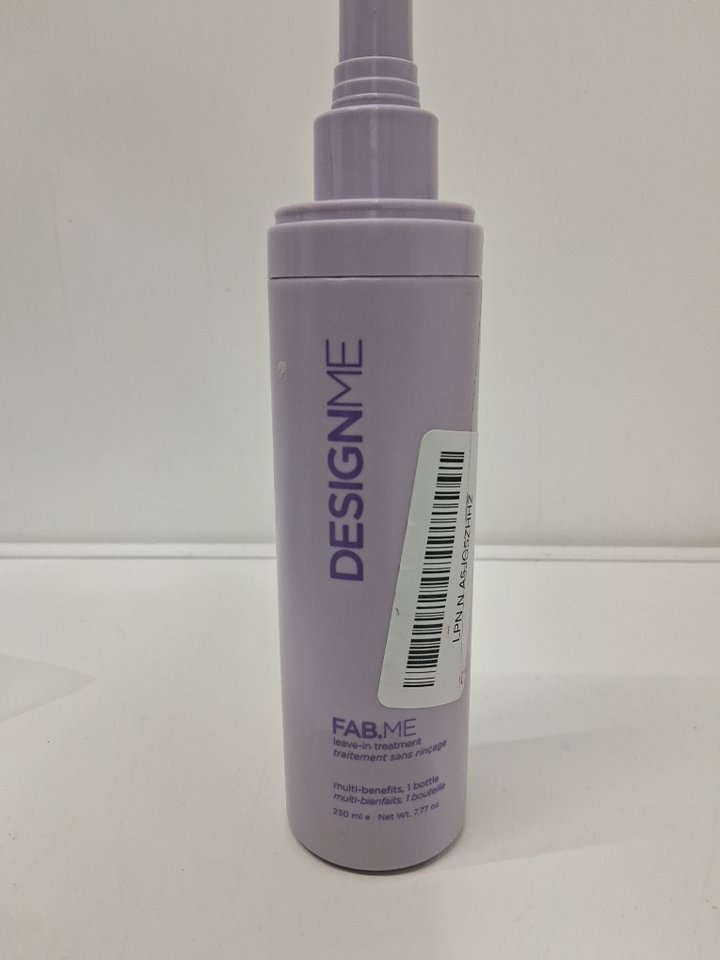 DESIGNME
FAB.ME
leave-in treatment
traitement sans rinçage
multi-benefits, 1 bottle
multi-bienfaits, 1 bouteille
230 ml e · Net Wt. 7.77 oz